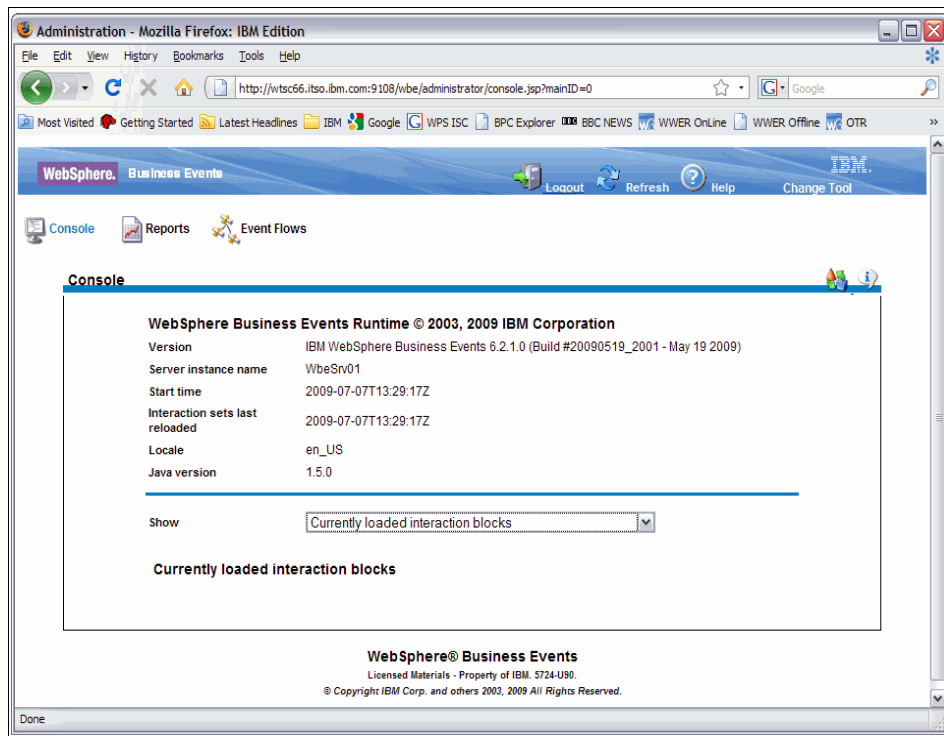 Administration - Mozilla Firefox: IBM Edition
File Edit View History Bookmarks Tools Help
http://wtsc66.itso.ibm.com:9108/wbe/administrator/console.jsp?mainID=0 G Google
Most Visited Getting Started Latest Headlines IBM Google WPS ISC BPC Explorer BBC NEWS WWER OnLine WWER Offline OTR »
WebSphere. Business Events Logout Refresh Help IBM. Change Tool
Console Reports Event Flows
Console
WebSphere Business Events Runtime © 2003, 2009 IBM Corporation
Version IBM WebSphere Business Events 6.2.1.0 (Build #20090519_2001 - May 19 2009)
Server instance name WbeSrv01
Start time 2009-07-07T13:29:17Z
Interaction sets last reloaded 2009-07-07T13:29:17Z
Locale en_US
Java version 1.5.0
Show Currently loaded interaction blocks
Currently loaded interaction blocks
WebSphere® Business Events
Licensed Materials - Property of IBM. 5724-U90.
© Copyright IBM Corp. and others 2003, 2009 All Rights Reserved.
Done